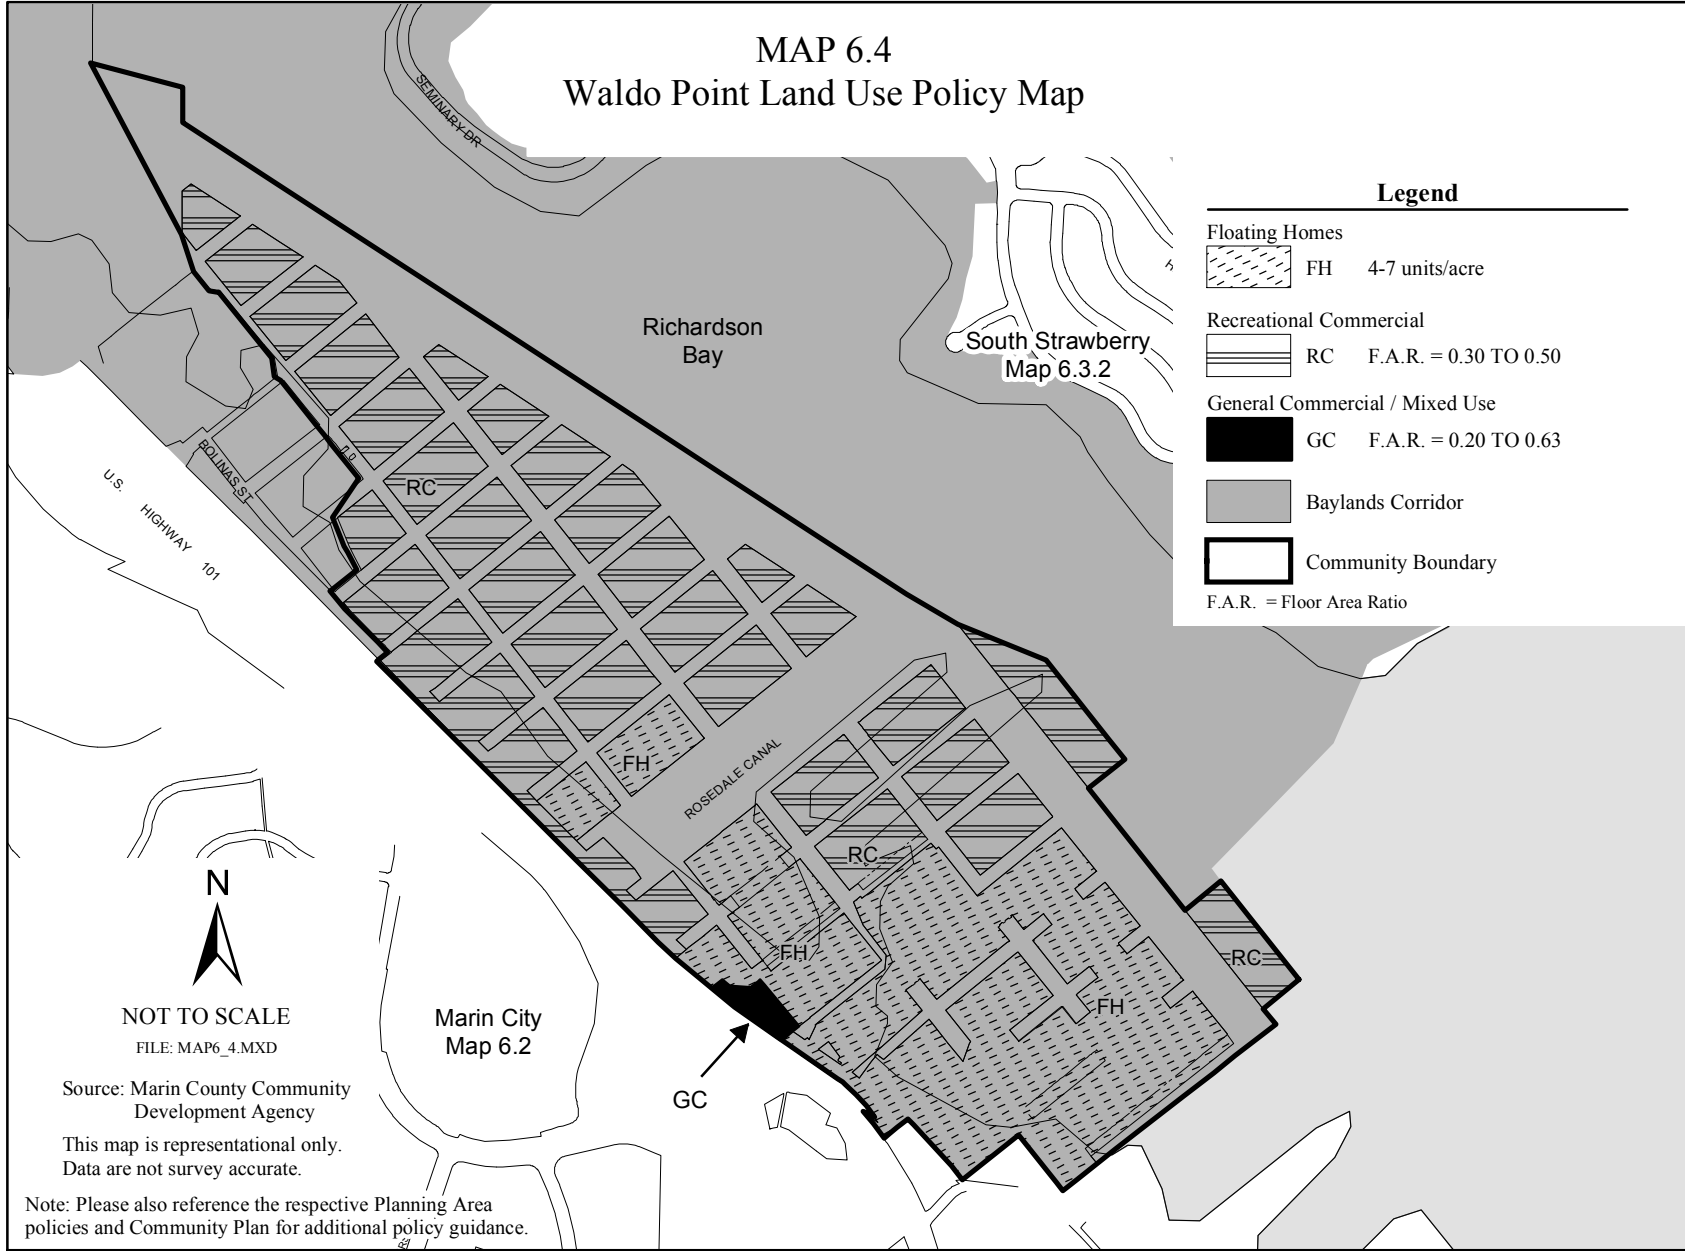 MAP 6.4
Waldo Point Land Use Policy Map
SEMINARY DR
Legend
Floating Homes
FH 4-7 units/acre
Recreational Commercial
RC F.A.R. = 0.30 TO 0.50
General Commercial / Mixed Use
GC F.A.R. = 0.20 TO 0.63
Baylands Corridor
Community Boundary
F.A.R. = Floor Area Ratio
Richardson
Bay
South Strawberry
Map 6.3.2
BOLINAS ST
U.S. HIGHWAY 101
RC
FH
ROSEDALE CANAL
RC
FH
RC
FH
GC
Marin City
Map 6.2
N
NOT TO SCALE
FILE: MAP6_4.MXD
Source: Marin County Community
Development Agency
This map is representational only.
Data are not survey accurate.
Note: Please also reference the respective Planning Area
policies and Community Plan for additional policy guidance.